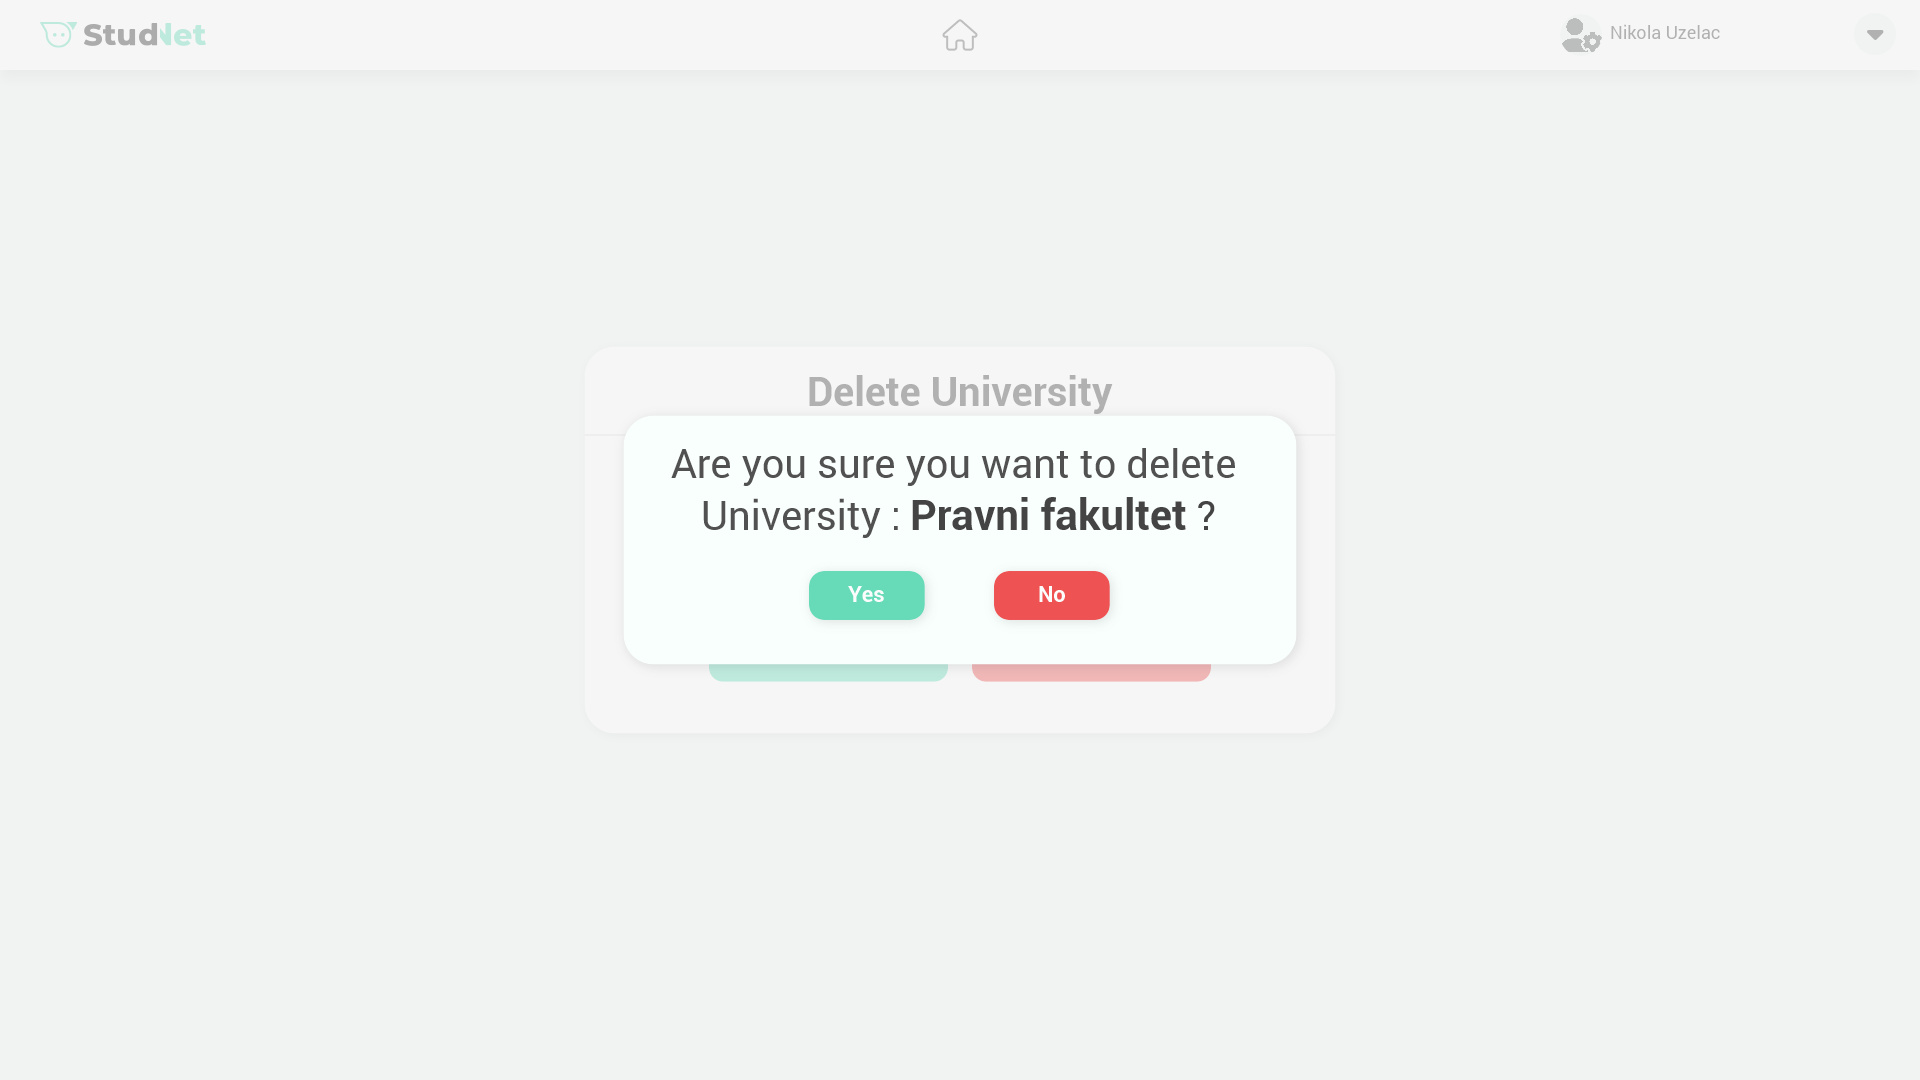 StudNet
Nikola Uzelac
Delete University
Are you sure you want to delete
University : Pravni fakultet ?
Yes
No